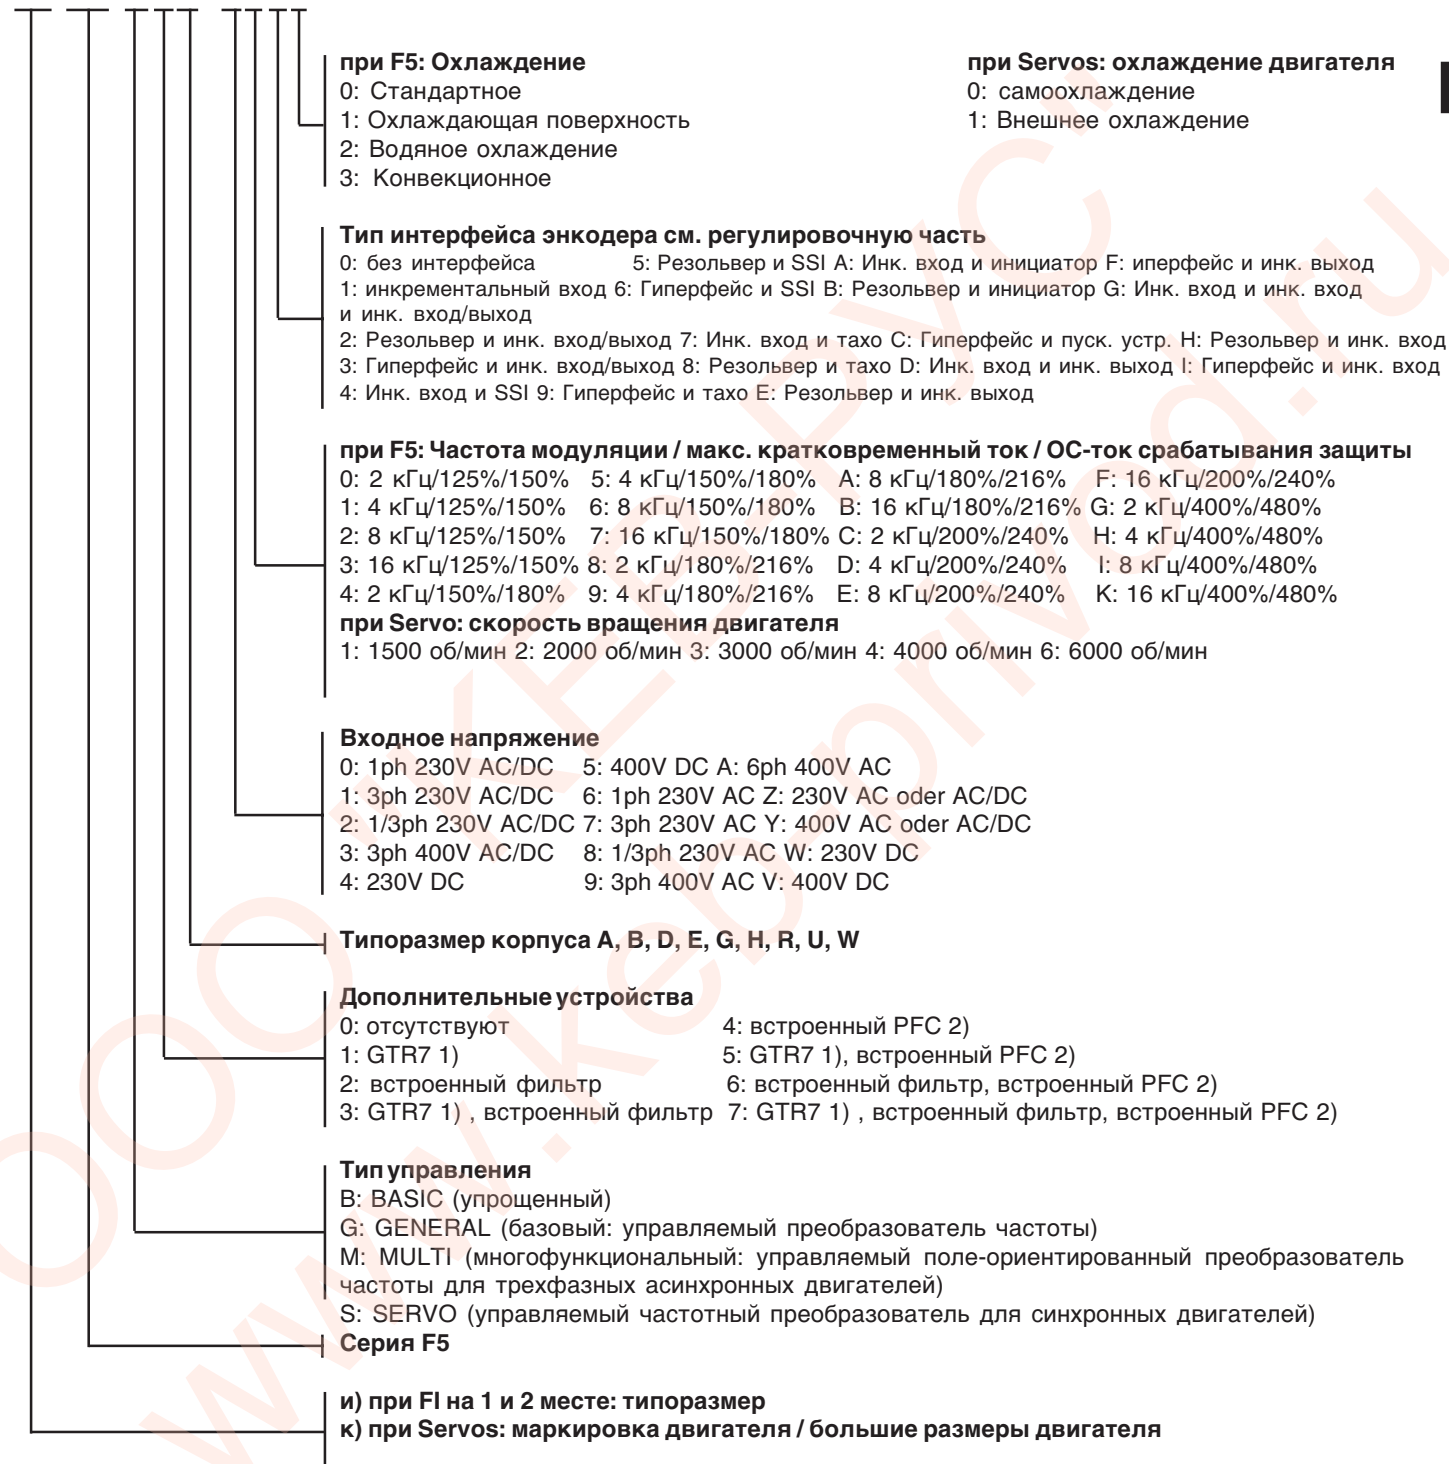 при F5: Охлаждение
0: Стандартное
1: Охлаждающая поверхность
2: Водяное охлаждение
3: Конвекционное
при Servos: охлаждение двигателя
0: самоохлаждение
1: Внешнее охлаждение
Тип интерфейса энкодера см. регулировочную часть
0: без интерфейса 5: Резольвер и SSI A: Инк. вход и инициатор F: иперфейс и инк. выход
1: инкрементальный вход 6: Гиперфейс и SSI B: Резольвер и инициатор G: Инк. вход и инк. вход
и инк. вход/выход
2: Резольвер и инк. вход/выход 7: Инк. вход и тахо C: Гиперфейс и пуск. устр. H: Резольвер и инк. вход
3: Гиперфейс и инк. вход/выход 8: Резольвер и тахо D: Инк. вход и инк. выход I: Гиперфейс и инк. вход
4: Инк. вход и SSI 9: Гиперфейс и тахо E: Резольвер и инк. выход
при F5: Частота модуляции / макс. кратковременный ток / ОС-ток срабатывания защиты
0: 2 кГц/125%/150% 5: 4 кГц/150%/180% A: 8 кГц/180%/216% F: 16 кГц/200%/240%
1: 4 кГц/125%/150% 6: 8 кГц/150%/180% B: 16 кГц/180%/216% G: 2 кГц/400%/480%
2: 8 кГц/125%/150% 7: 16 кГц/150%/180% C: 2 кГц/200%/240% H: 4 кГц/400%/480%
3: 16 кГц/125%/150% 8: 2 кГц/180%/216% D: 4 кГц/200%/240% I: 8 кГц/400%/480%
4: 2 кГц/150%/180% 9: 4 кГц/180%/216% E: 8 кГц/200%/240% K: 16 кГц/400%/480%
при Servo: скорость вращения двигателя
1: 1500 об/мин 2: 2000 об/мин 3: 3000 об/мин 4: 4000 об/мин 6: 6000 об/мин
Входное напряжение
0: 1ph 230V AC/DC 5: 400V DC A: 6ph 400V AC
1: 3ph 230V AC/DC 6: 1ph 230V AC Z: 230V AC oder AC/DC
2: 1/3ph 230V AC/DC 7: 3ph 230V AC Y: 400V AC oder AC/DC
3: 3ph 400V AC/DC 8: 1/3ph 230V AC W: 230V DC
4: 230V DC 9: 3ph 400V AC V: 400V DC
Типоразмер корпуса A, B, D, E, G, H, R, U, W
Дополнительные устройства
0: отсутствуют 4: встроенный PFC 2)
1: GTR7 1) 5: GTR7 1), встроенный PFC 2)
2: встроенный фильтр 6: встроенный фильтр, встроенный PFC 2)
3: GTR7 1) , встроенный фильтр 7: GTR7 1) , встроенный фильтр, встроенный PFC 2)
Тип управления
B: BASIC (упрощенный)
G: GENERAL (базовый: управляемый преобразователь частоты)
M: MULTI (многофункциональный: управляемый поле-ориентированный преобразователь
частоты для трехфазных асинхронных двигателей)
S: SERVO (управляемый частотный преобразователь для синхронных двигателей)
Серия F5
и) при FI на 1 и 2 месте: типоразмер
к) при Servos: маркировка двигателя / большие размеры двигателя
ООО "КЕВ-РУС"
www.keb-privod.ru